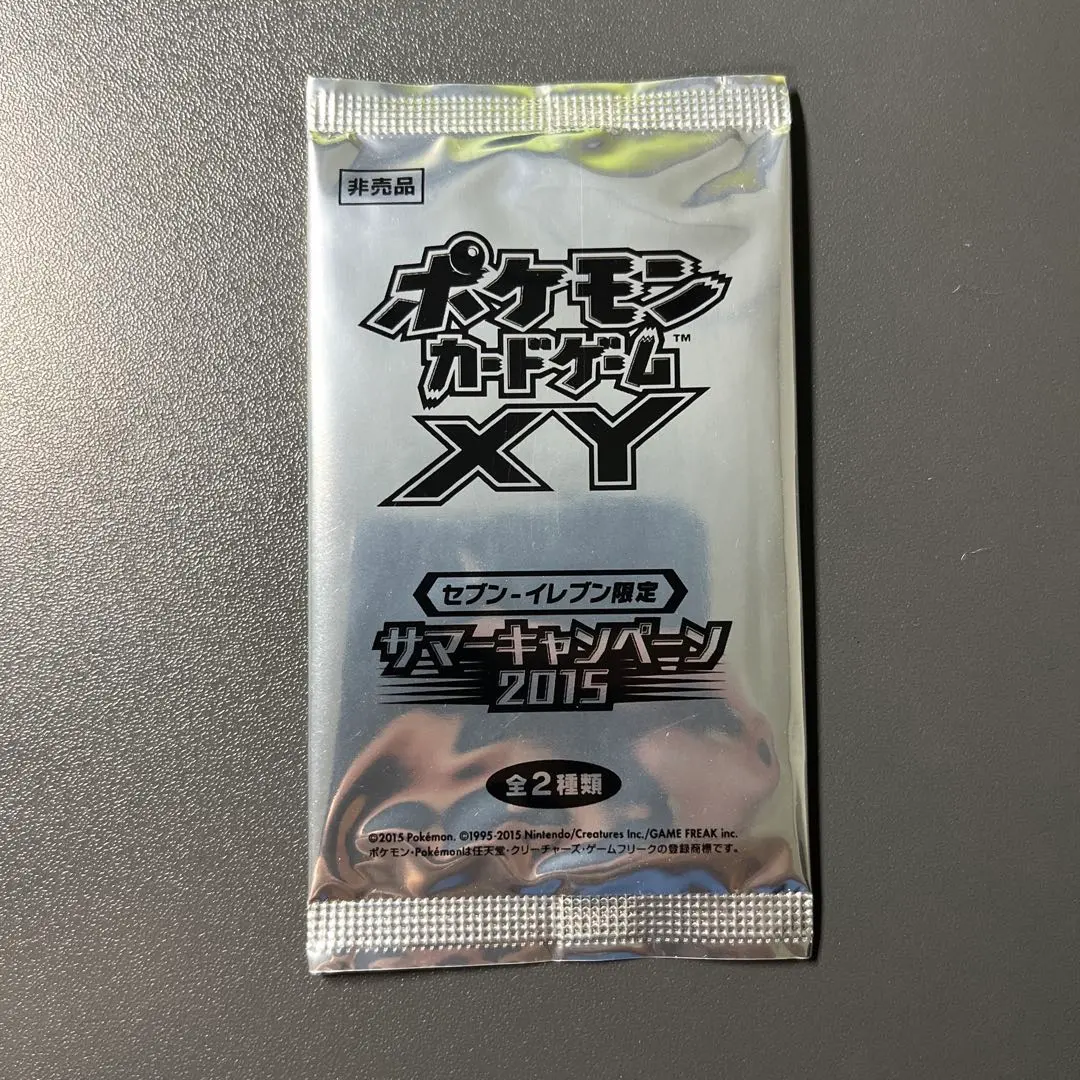 非売品
ポケモン
カードゲーム™
XY
セブン-イレブン限定
サマーキャンペーン
2015
全2種類
©2015 Pokémon. ©1995-2015 Nintendo/Creatures Inc./GAME FREAK inc.
ポケモン・Pokémonは任天堂・クリーチャーズ・ゲームフリークの登録商標です。